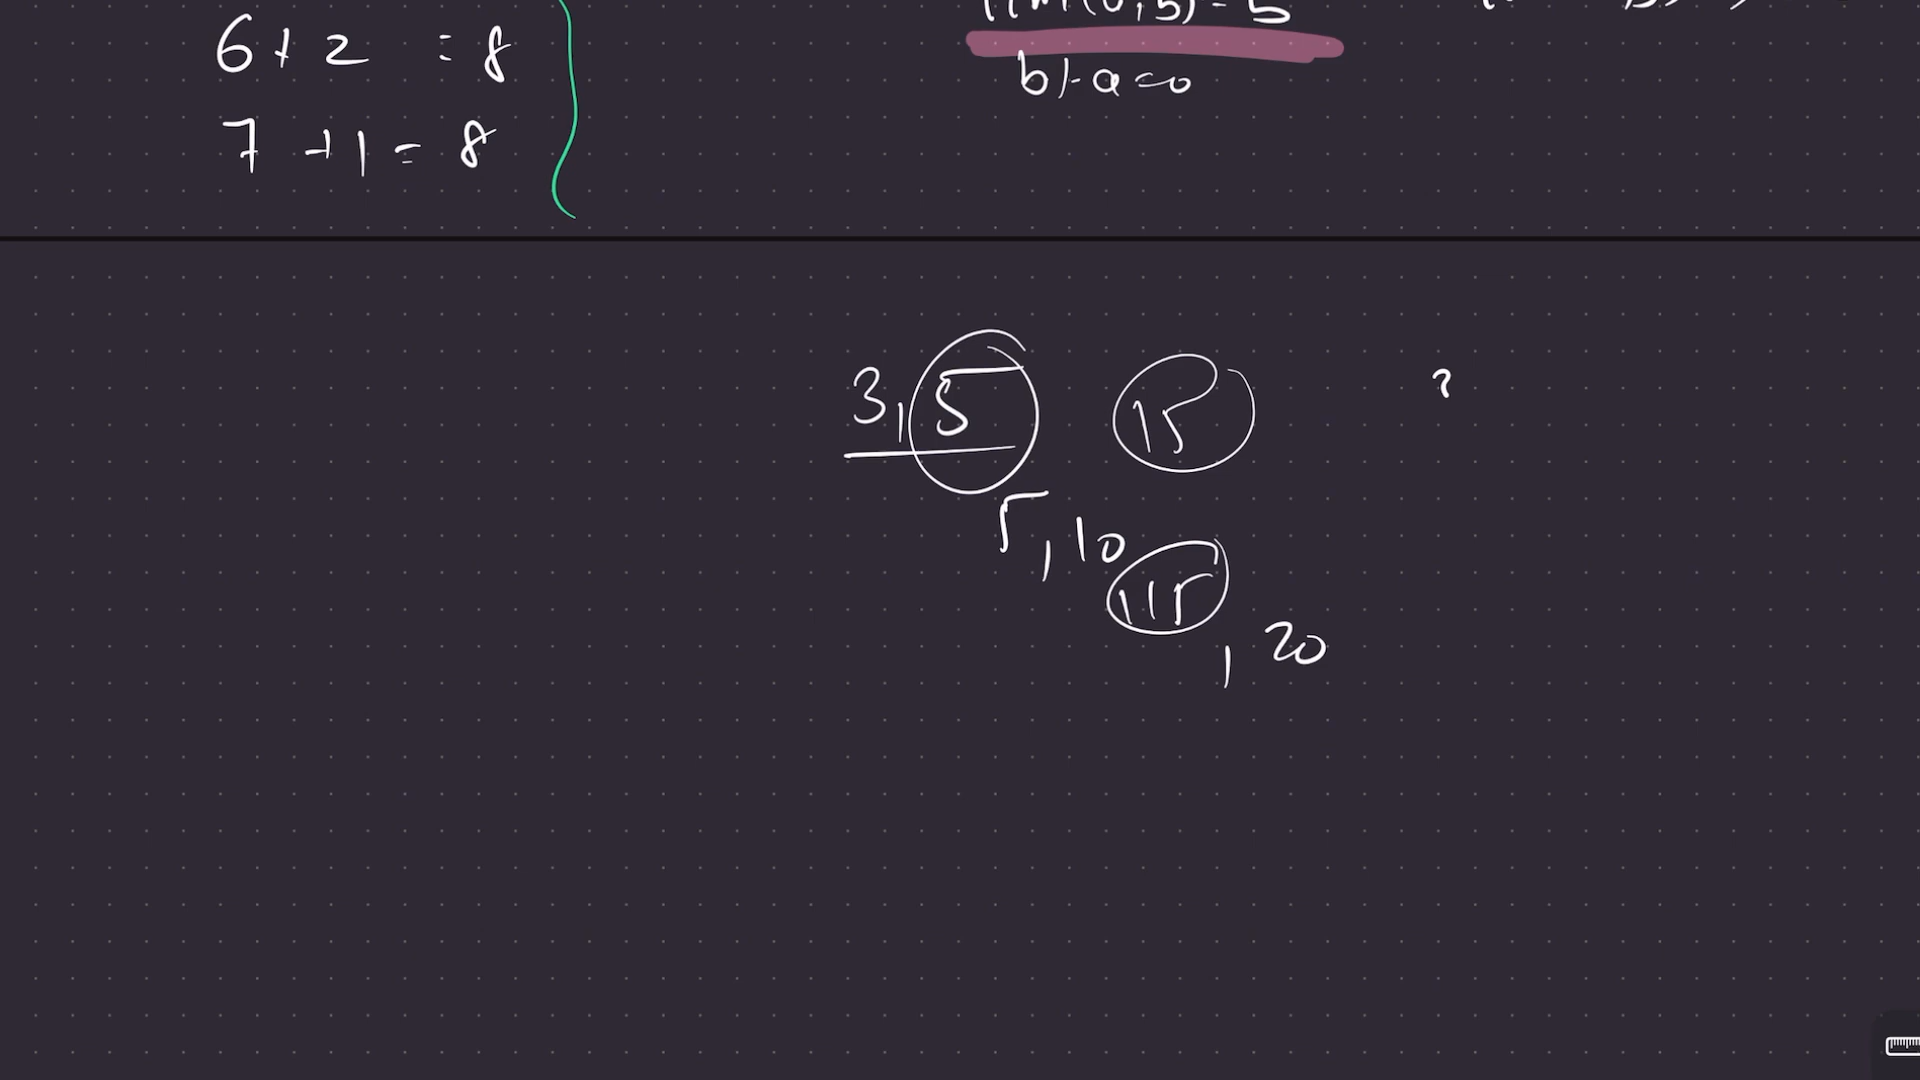 6 + 2 = 8
7 + 1 = 8
b % a = 0
3, 5 15 ?
5, 10
, 15
, 20